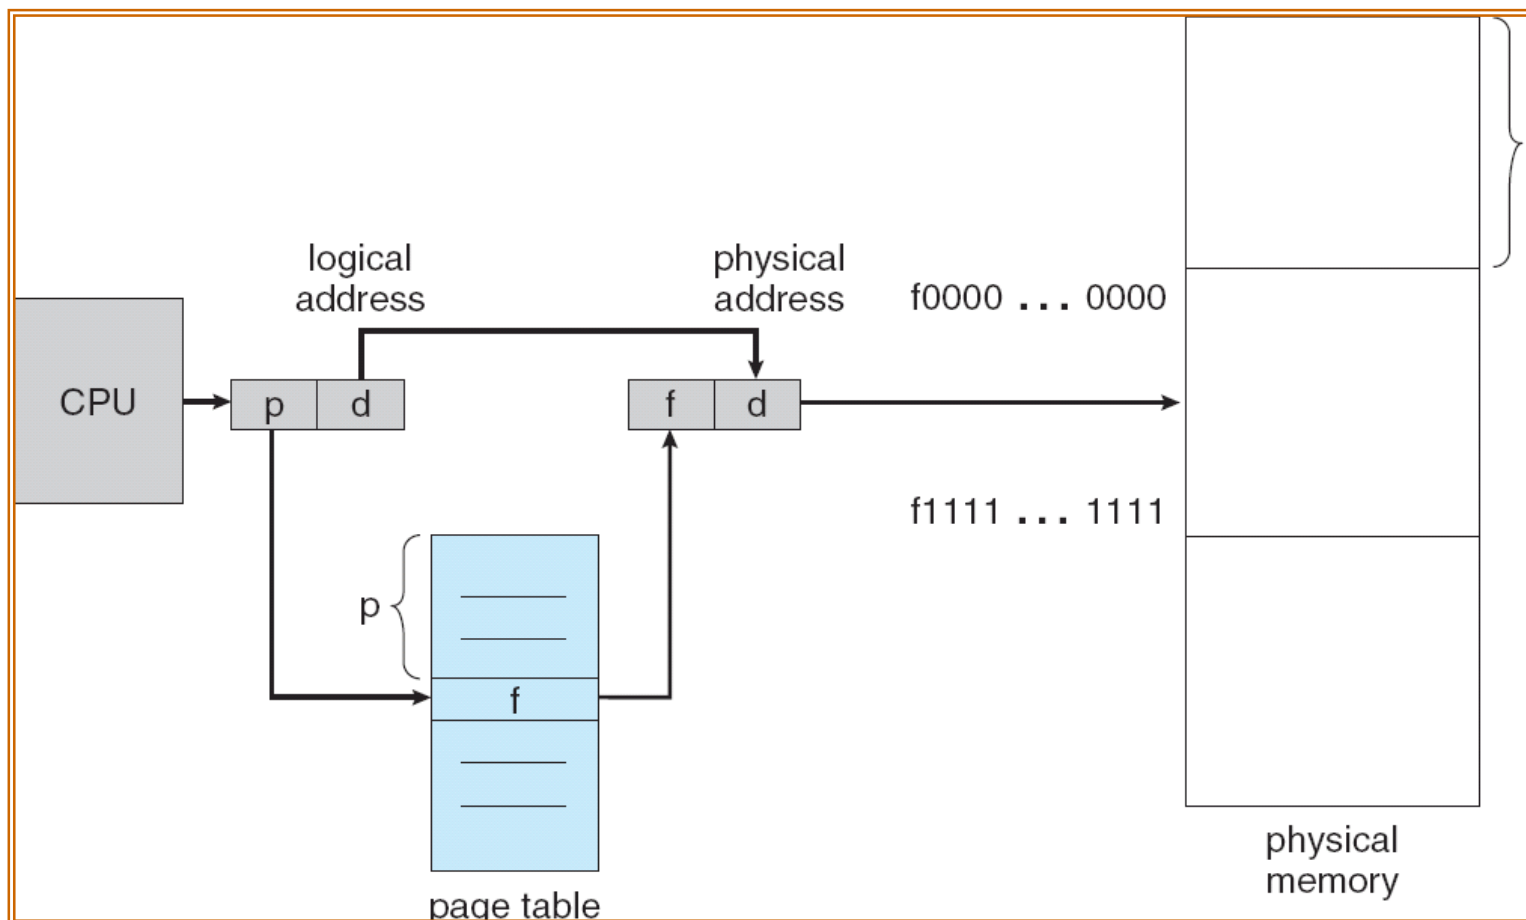 logical
address
physical
address
f0000 ... 0000
CPU
p
d
f
d
f1111 ... 1111
p
f
page table
physical
memory